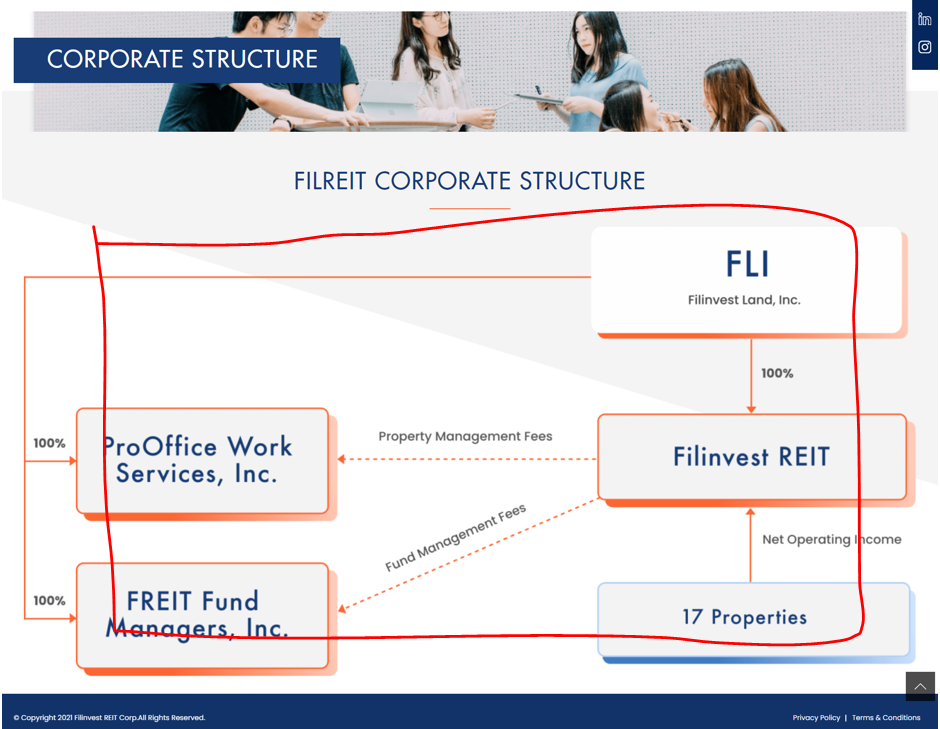 CORPORATE STRUCTURE
FILREIT CORPORATE STRUCTURE
FLI
Filinvest Land, Inc.
100%
100%
ProOffice Work
Services, Inc.
Property Management Fees
Filinvest REIT
Fund Management Fees
Net Operating Income
100%
FREIT Fund
Managers, Inc.
17 Properties
© Copyright 2021 Filinvest REIT Corp.All Rights Reserved.
Privacy Policy | Terms & Conditions